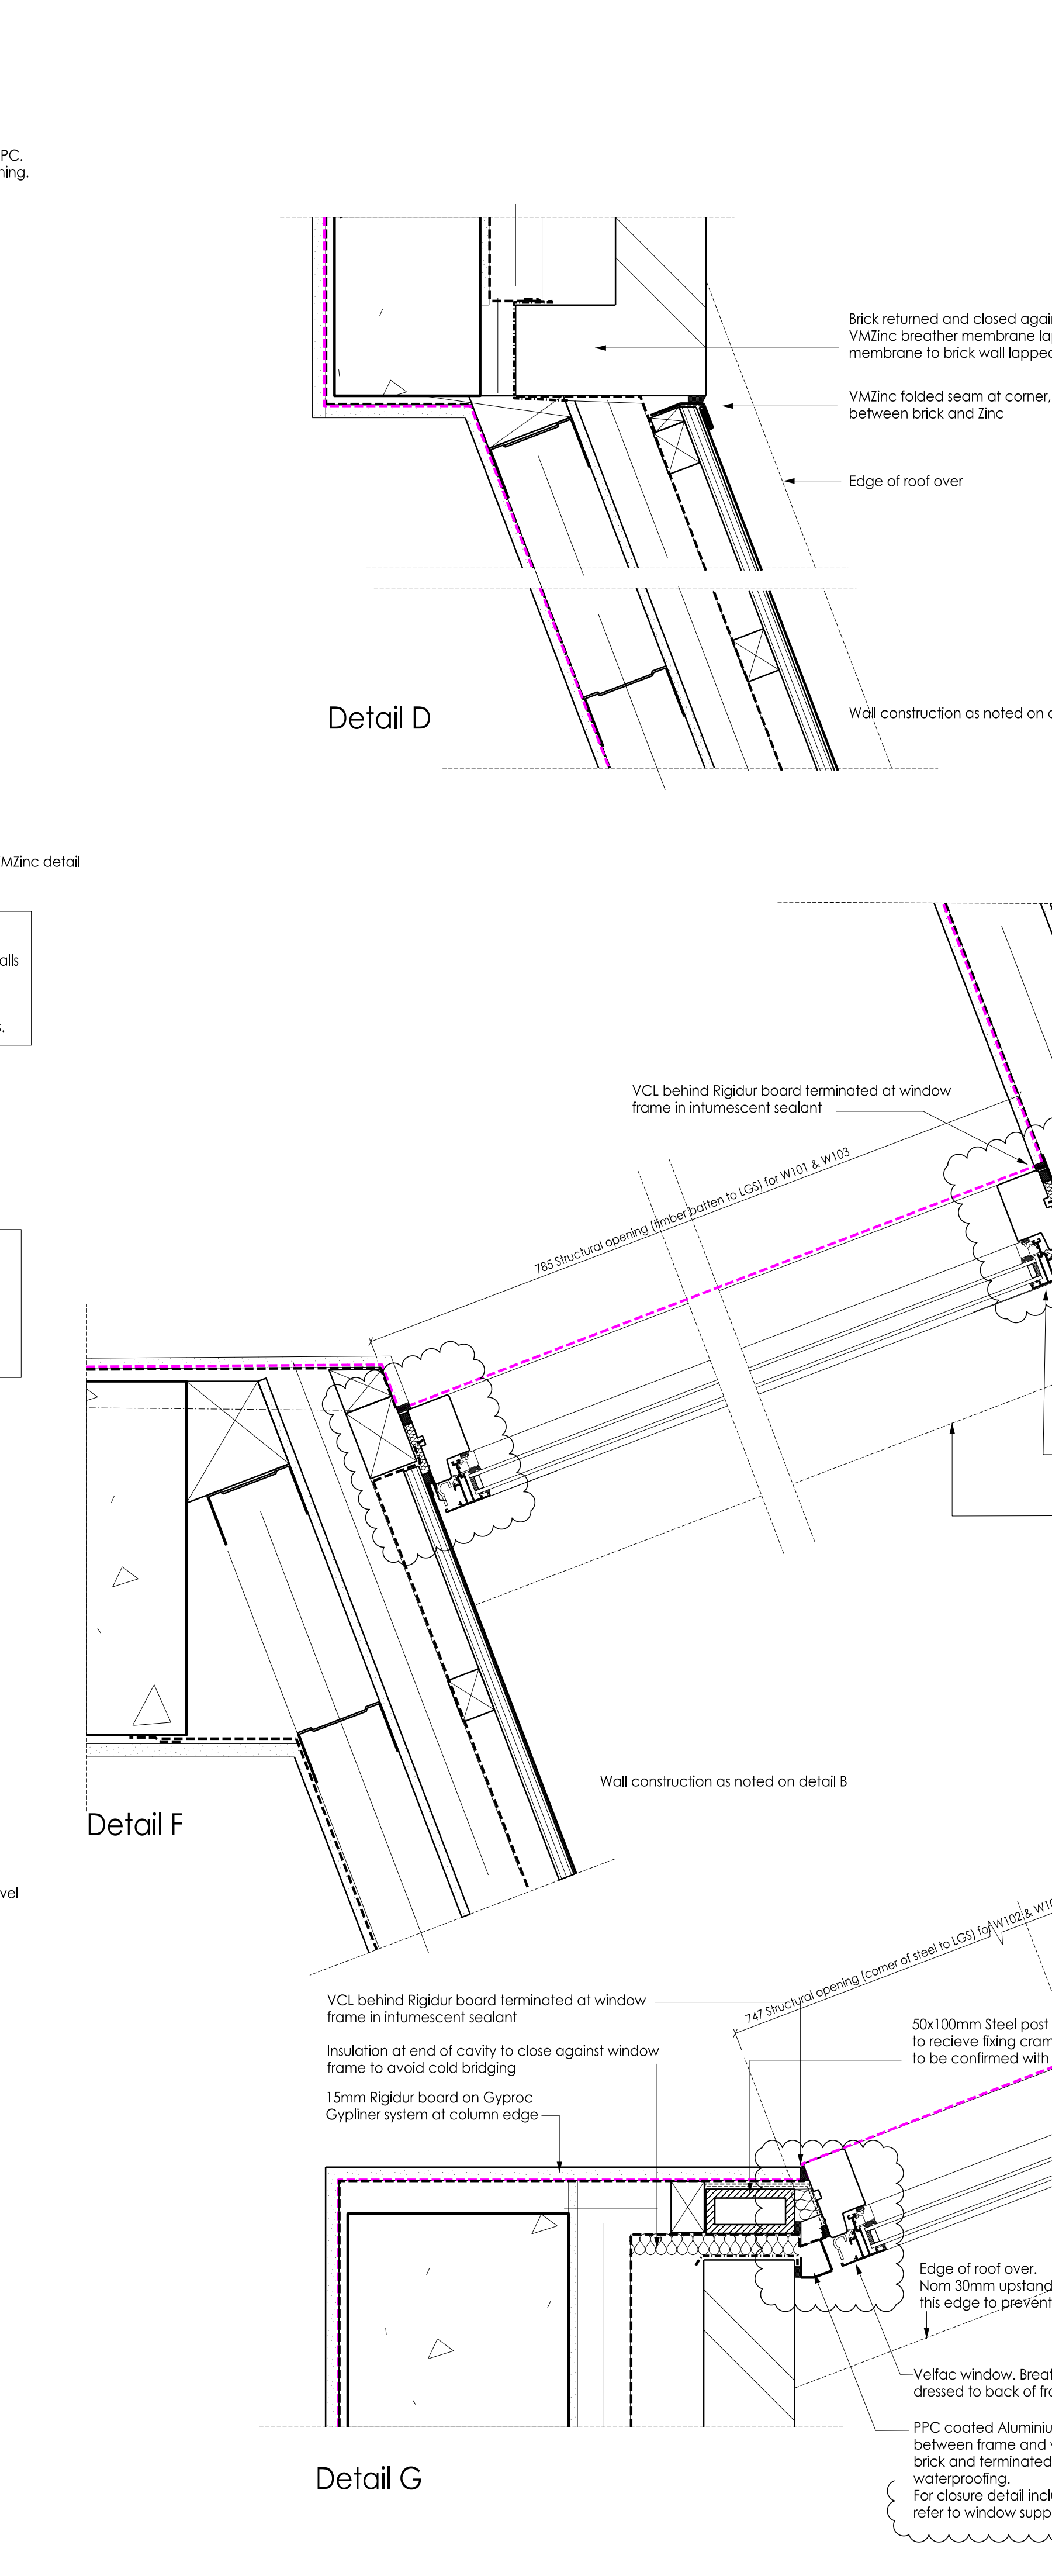 PC.
ning.
Brick returned and closed agai
VMZinc breather membrane la
membrane to brick wall lapped
VMZinc folded seam at corner,
between brick and Zinc
Edge of roof over
Wall construction as noted on
Detail D
MZinc detail
alls
s.
VCL behind Rigidur board terminated at window
frame in intumescent sealant
785 Structural opening (timber batten to LGS) for W101 & W103
Wall construction as noted on detail B
Detail F
vel
747 Structural opening (corner of steel to LGS) for W102 & W10
VCL behind Rigidur board terminated at window
frame in intumescent sealant
Insulation at end of cavity to close against window
frame to avoid cold bridging
15mm Rigidur board on Gyproc
Gypliner system at column edge
50x100mm Steel post
to recieve fixing cram
to be confirmed with
Edge of roof over.
Nom 30mm upstand
this edge to prevent
Velfac window. Brea
dressed to back of fra
PPC coated Aluminiu
between frame and
brick and terminated
waterproofing.
For closure detail incl
refer to window supp
Detail G